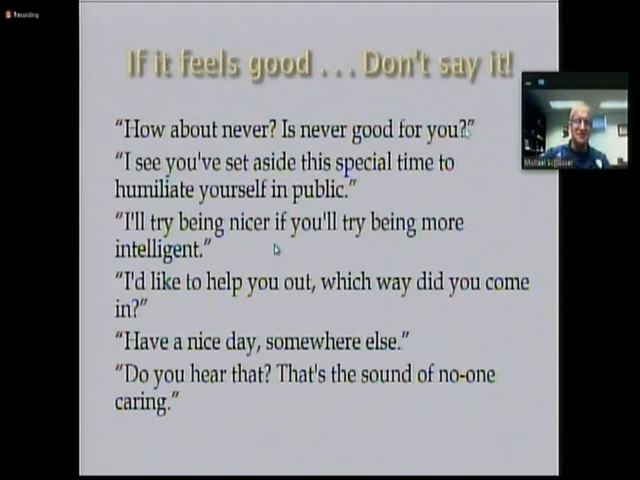 Recording
If it feels good . . . Don't say it!
“How about never? Is never good for you?”
“I see you've set aside this special time to
humiliate yourself in public.”
“I'll try being nicer if you'll try being more
intelligent.”
“I'd like to help you out, which way did you come
in?”
“Have a nice day, somewhere else.”
“Do you hear that? That's the sound of no-one
caring.”
Michael